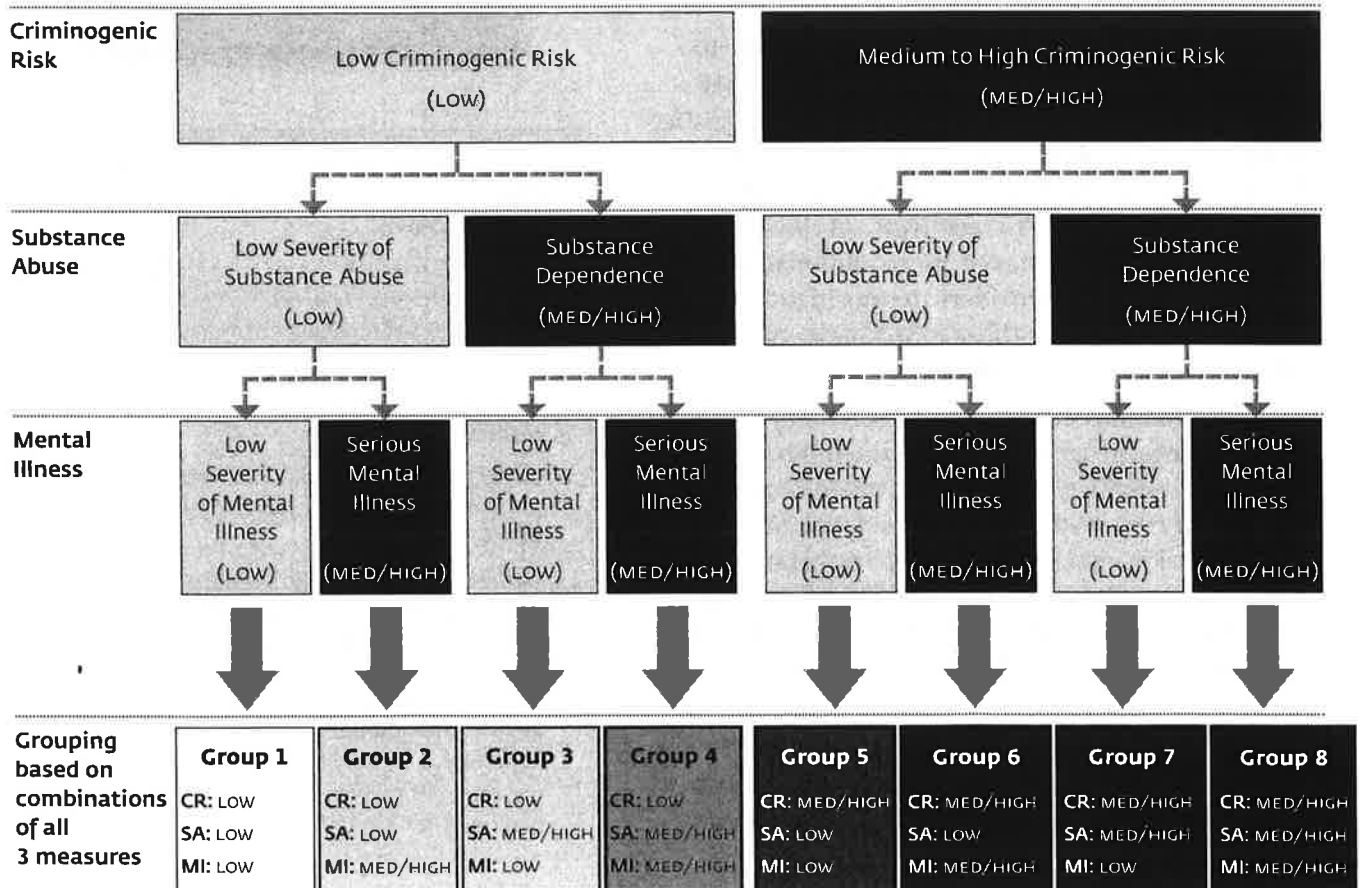 Criminogenic
Risk
Low Criminogenic Risk
(LOW)
Medium to High Criminogenic Risk
(MED/HIGH)
Substance
Abuse
Low Severity of
Substance Abuse
(LOW)
Substance
Dependence
(MED/HIGH)
Low Severity of
Substance Abuse
(LOW)
Substance
Dependence
(MED/HIGH)
Mental
Illness
Low
Severity
of Mental
Illness
(LOW)
Serious
Mental
Illness
(MED/HIGH)
Low
Severity
of Mental
Illness
(LOW)
Serious
Mental
Illness
(MED/HIGH)
Low
Severity
of Mental
Illness
(LOW)
Serious
Mental
Illness
(MED/HIGH)
Low
Severity
of Mental
Illness
(LOW)
Serious
Mental
Illness
(MED/HIGH)
Grouping
based on
combinations
of all
3 measures
Group 1
CR: LOW
SA: LOW
MI: LOW
Group 2
CR: LOW
SA: LOW
MI: MED/HIGH
Group 3
CR: LOW
SA: MED/HIGH
MI: LOW
Group 4
CR: LOW
SA: MED/HIGH
MI: MED/HIGH
Group 5
CR: MED/HIGH
SA: LOW
MI: LOW
Group 6
CR: MED/HIGH
SA: LOW
MI: MED/HIGH
Group 7
CR: MED/HIGH
SA: MED/HIGH
MI: LOW
Group 8
CR: MED/HIGH
SA: MED/HIGH
MI: MED/HIGH